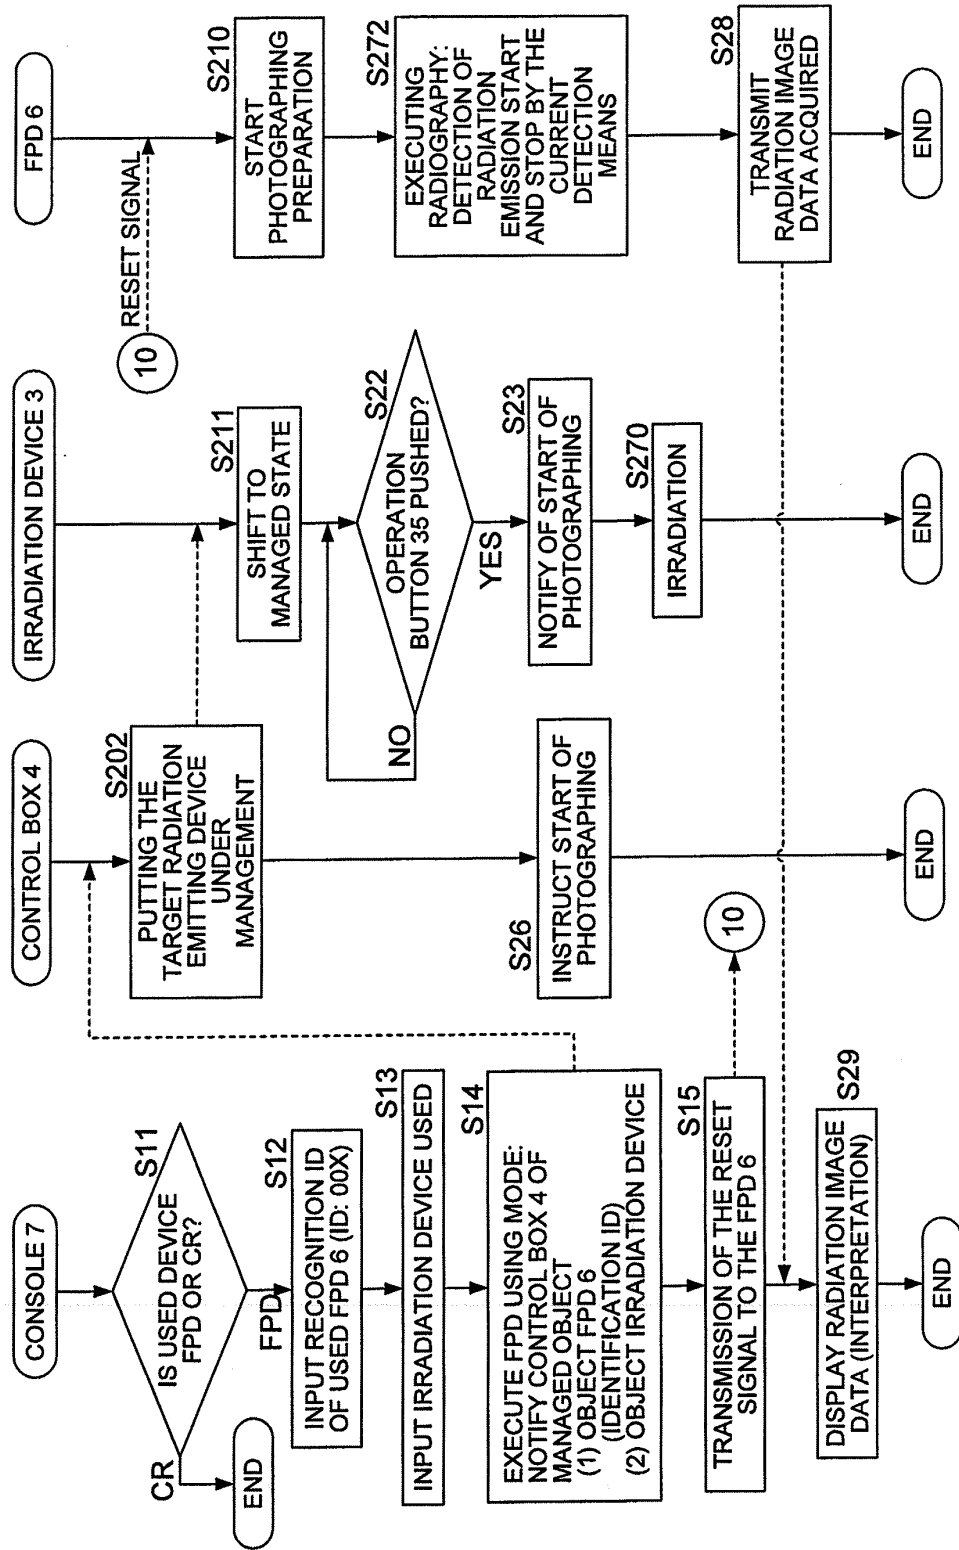 CONSOLE 7
S11
IS USED DEVICE
FPD OR CR?
CR
END
FPD
S12
INPUT RECOGNITION ID
OF USED FPD 6 (ID: 00X)
S13
INPUT IRRADIATION DEVICE USED
S14
EXECUTE FPD USING MODE:
NOTIFY CONTROL BOX 4 OF
MANAGED OBJECT
(1) OBJECT FPD 6
(IDENTIFICATION ID)
(2) OBJECT IRRADIATION DEVICE
S15
TRANSMISSION OF THE RESET
SIGNAL TO THE FPD 6
10
S29
DISPLAY RADIATION IMAGE
DATA (INTERPRETATION)
END
CONTROL BOX 4
S202
PUTTING THE
TARGET RADIATION
EMITTING DEVICE
UNDER
MANAGEMENT
S26
INSTRUCT START OF
PHOTOGRAPHING
END
IRRADIATION DEVICE 3
S211
SHIFT TO
MANAGED STATE
S22
OPERATION
BUTTON 35 PUSHED?
NO
YES
S23
NOTIFY OF START OF
PHOTOGRAPHING
S270
IRRADIATION
END
FPD 6
10
RESET SIGNAL
S210
START
PHOTOGRAPHING
PREPARATION
S272
EXECUTING
RADIOGRAPHY:
DETECTION OF
RADIATION
EMISSION START
AND STOP BY THE
CURRENT
DETECTION
MEANS
S28
TRANSMIT
RADIATION IMAGE
DATA ACQUIRED
END